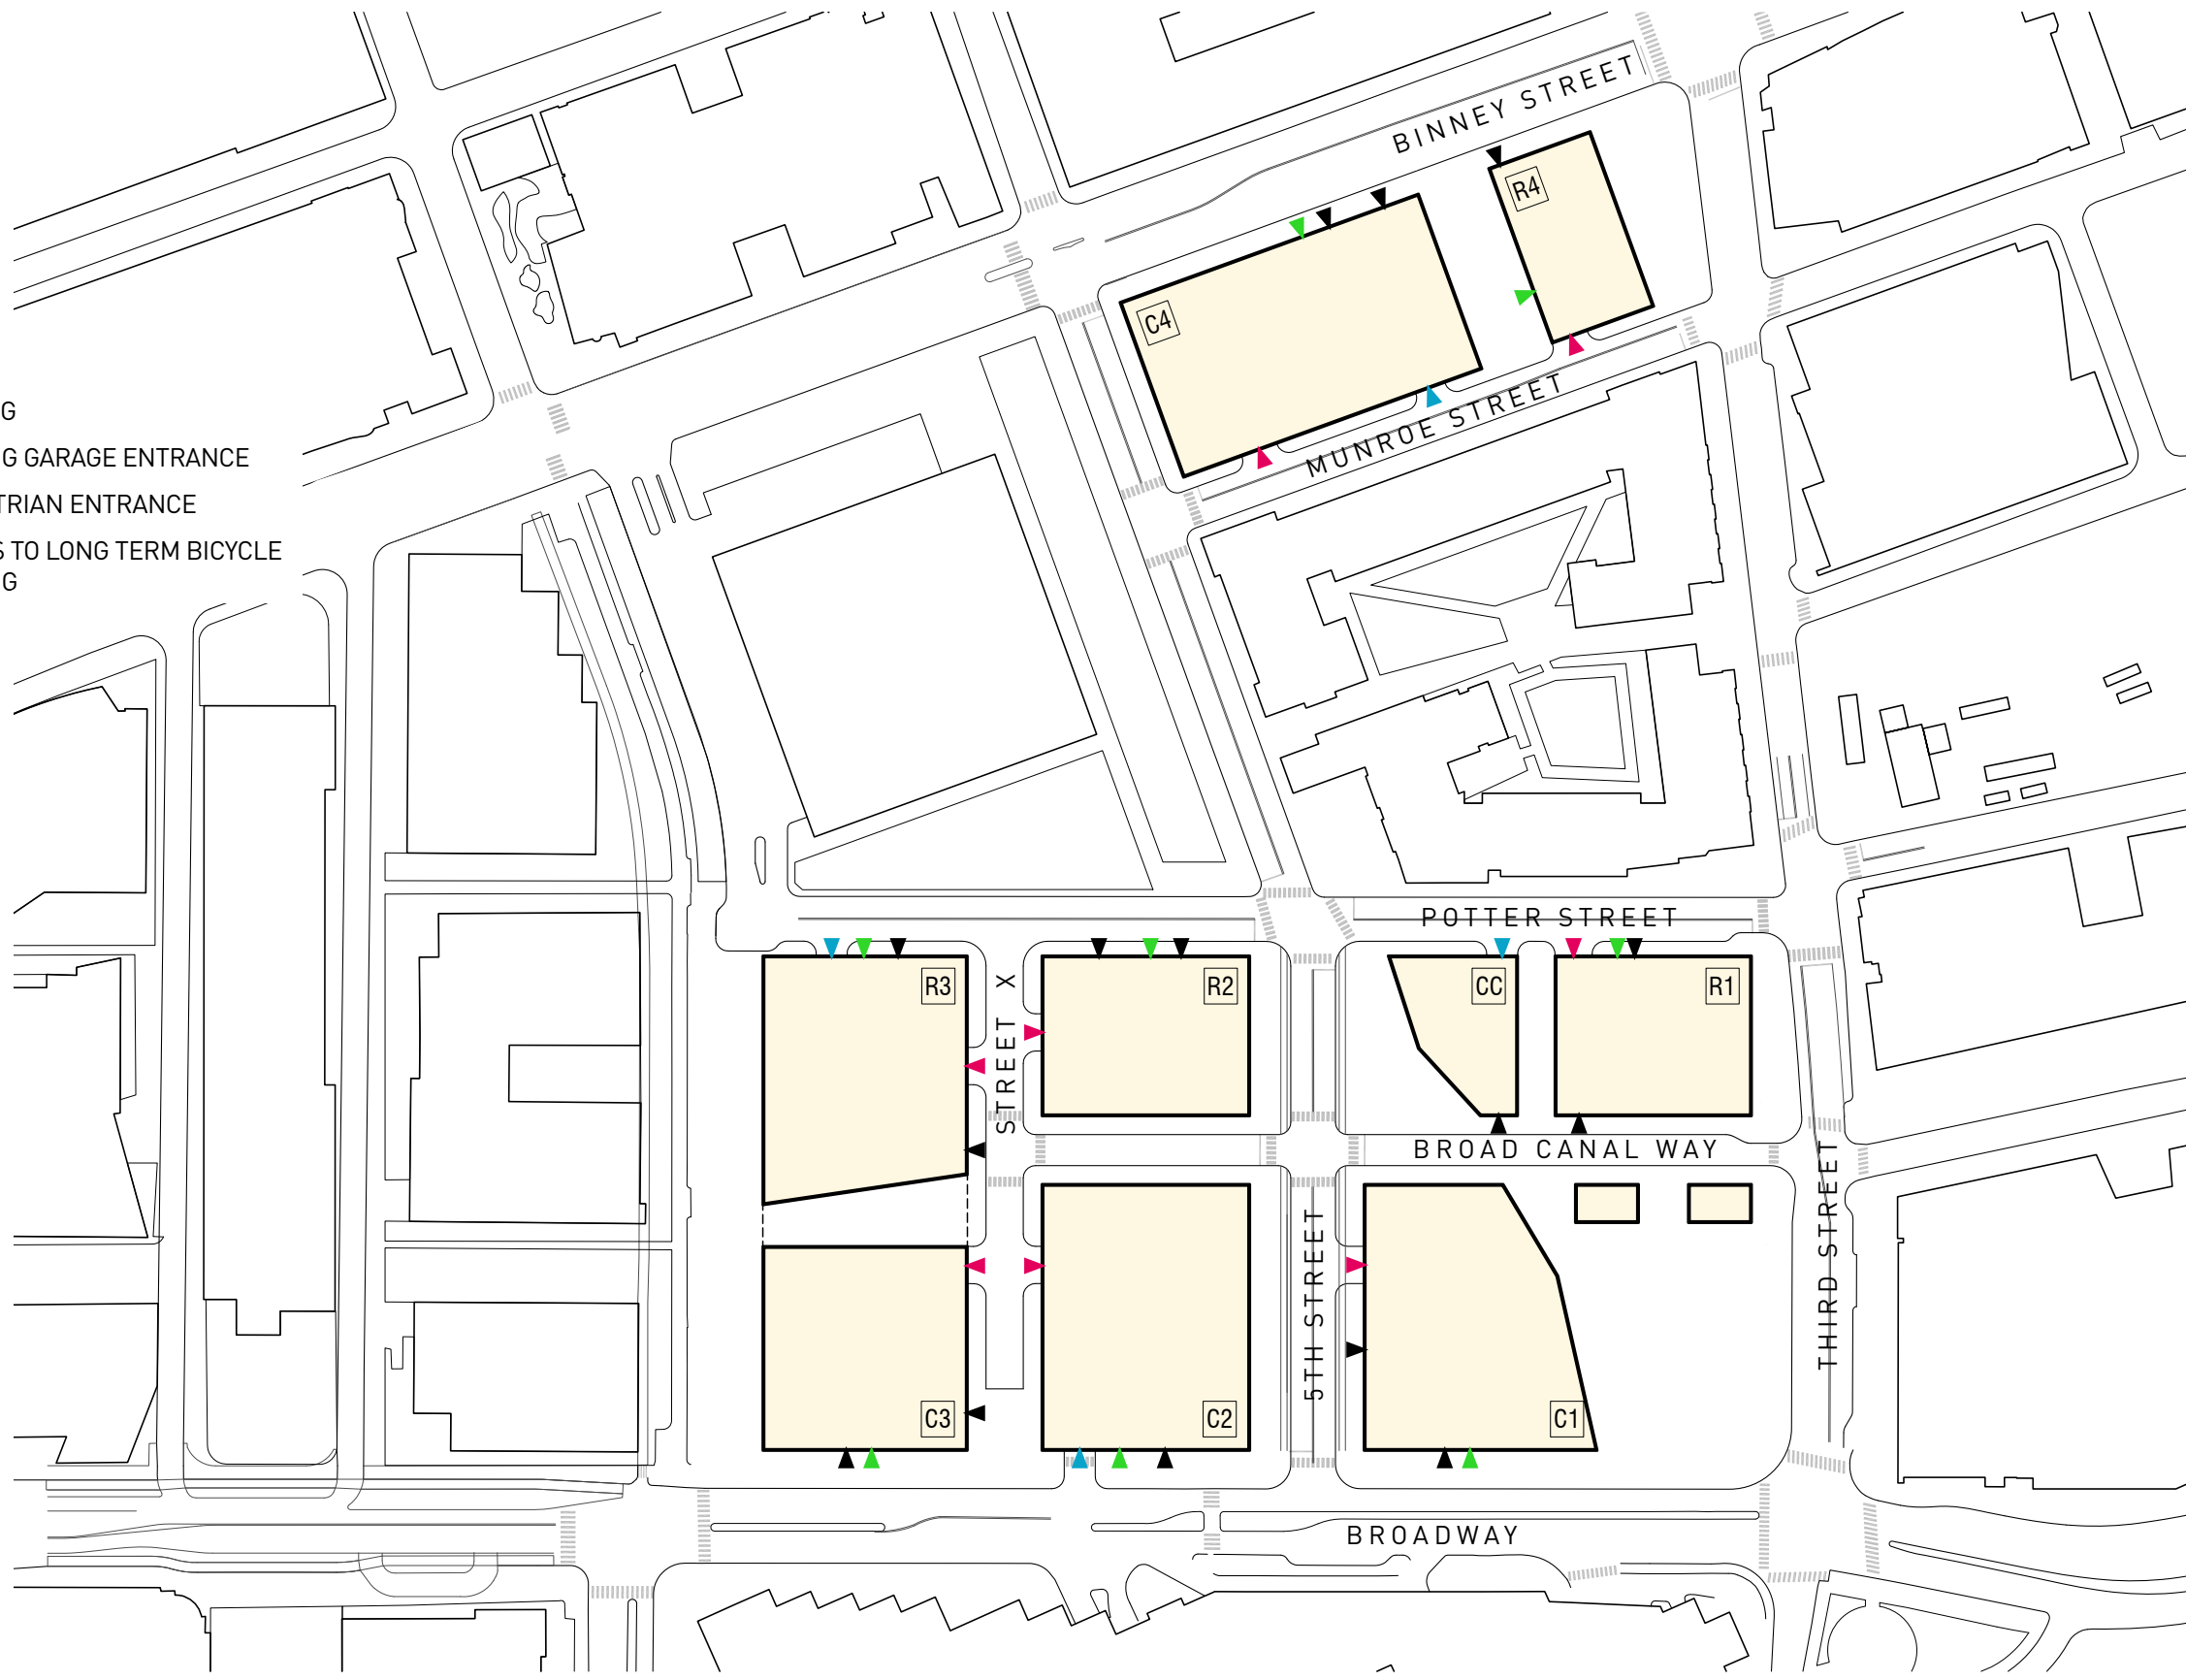 BINNEY STREET
R4
C4
MUNROE STREET
G
G GARAGE ENTRANCE
TRIAN ENTRANCE
S TO LONG TERM BICYCLE
G
POTTER STREET
R3
STREET X
R2
CC
R1
BROAD CANAL WAY
5TH STREET
THIRD STREET
C3
C2
C1
BROADWAY